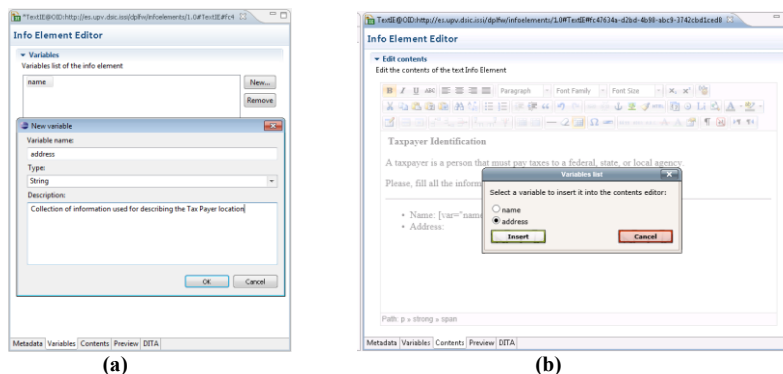 *TextIE@OID:http://es.upv.dsic.issi/dplfw/infoelements/1.0#TextIE#fc4
Info Element Editor
Variables
Variables list of the info element
name
New...
Remove
New variable
Variable name:
address
Type:
String
Description:
Collection of information used for describing the Tax Payer location
OK
Cancel
Metadata Variables Contents Preview DITA
(a)
TextIE@OID:http://es.upv.dsic.issi/dplfw/infoelements/1.0#TextIE#fc47634a-d2bd-4b98-abc9-3742cbd1ced8
Info Element Editor
Edit contents
Edit the contents of the text Info Element
B I U ABC Paragraph Font Family Font Size
Taxpayer Identification
A taxpayer is a person that must pay taxes to a federal, state, or local agency.
Please, fill all the inform
• Name: [var="name
• Address:
Variables list
Select a variable to insert it into the contents editor:
name
address
Insert
Cancel
Path: p » strong » span
Metadata Variables Contents Preview DITA
(b)